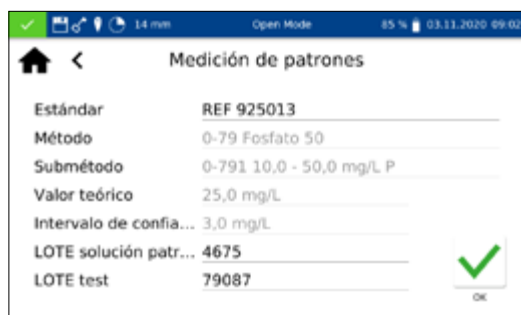 14 mm Open Mode 85 % 03.11.2020 09:02
Medición de patrones
Estándar REF 925013
Método 0-79 Fosfato 50
Submétodo 0-791 10,0 - 50,0 mg/L P
Valor teórico 25,0 mg/L
Intervalo de confia... 3,0 mg/L
LOTE solución patr... 4675
LOTE test 79087
OK